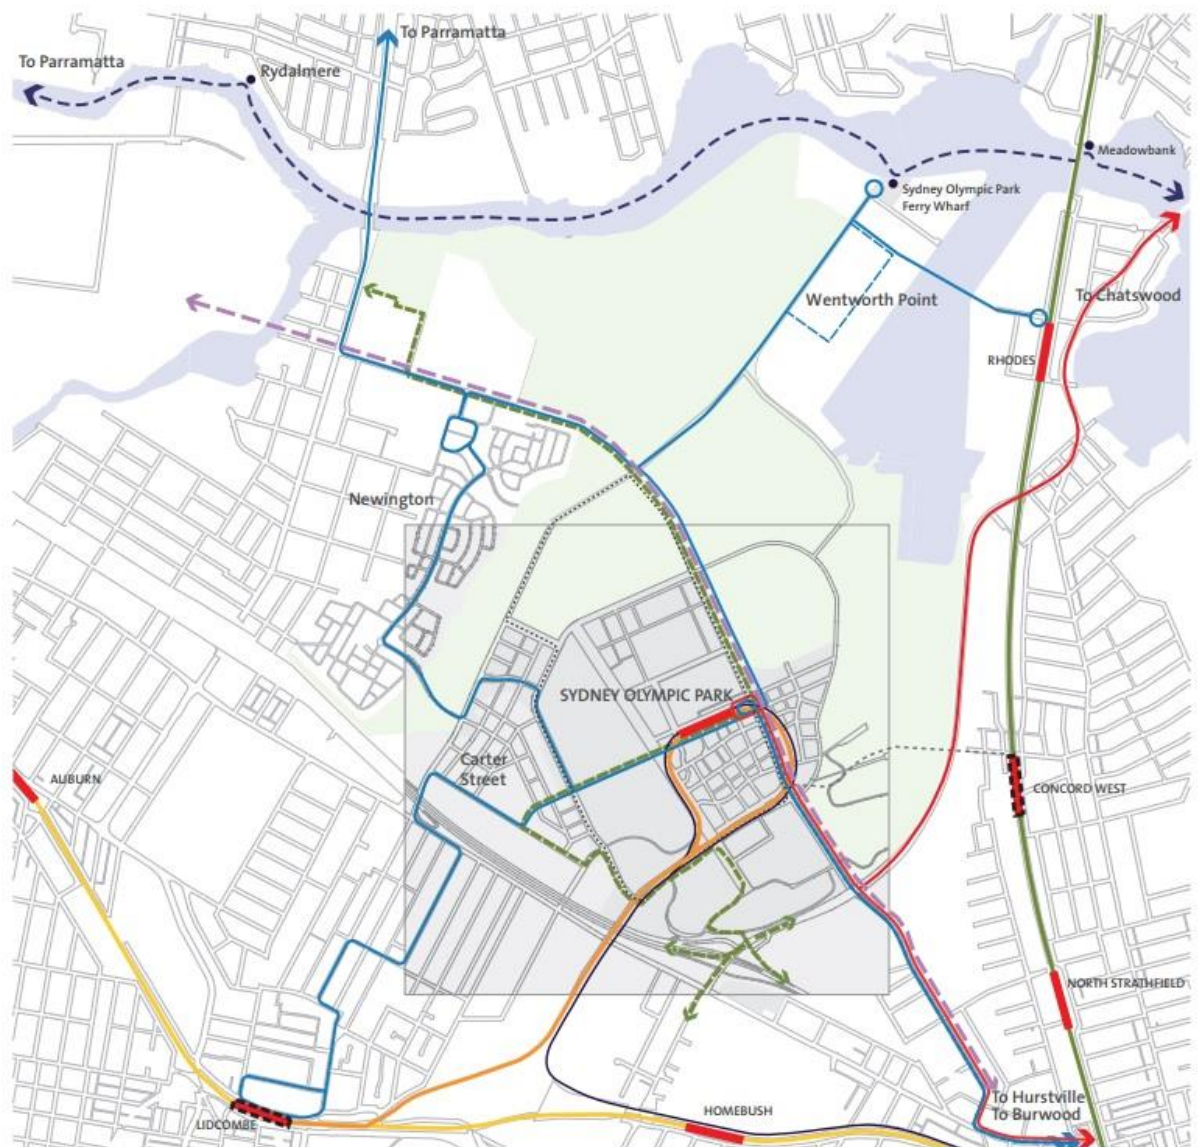 To Parramatta
To Parramatta
Rydalmere
Meadowbank
Sydney Olympic Park
Ferry Wharf
To Chatswood
Wentworth Point
RHODES
Newington
SYDNEY OLYMPIC PARK
Carter
Street
AUBURN
CONCORD WEST
NORTH STRATHFIELD
To Hurstville
To Burwood
HOMEBUSH
LIDCOMBE